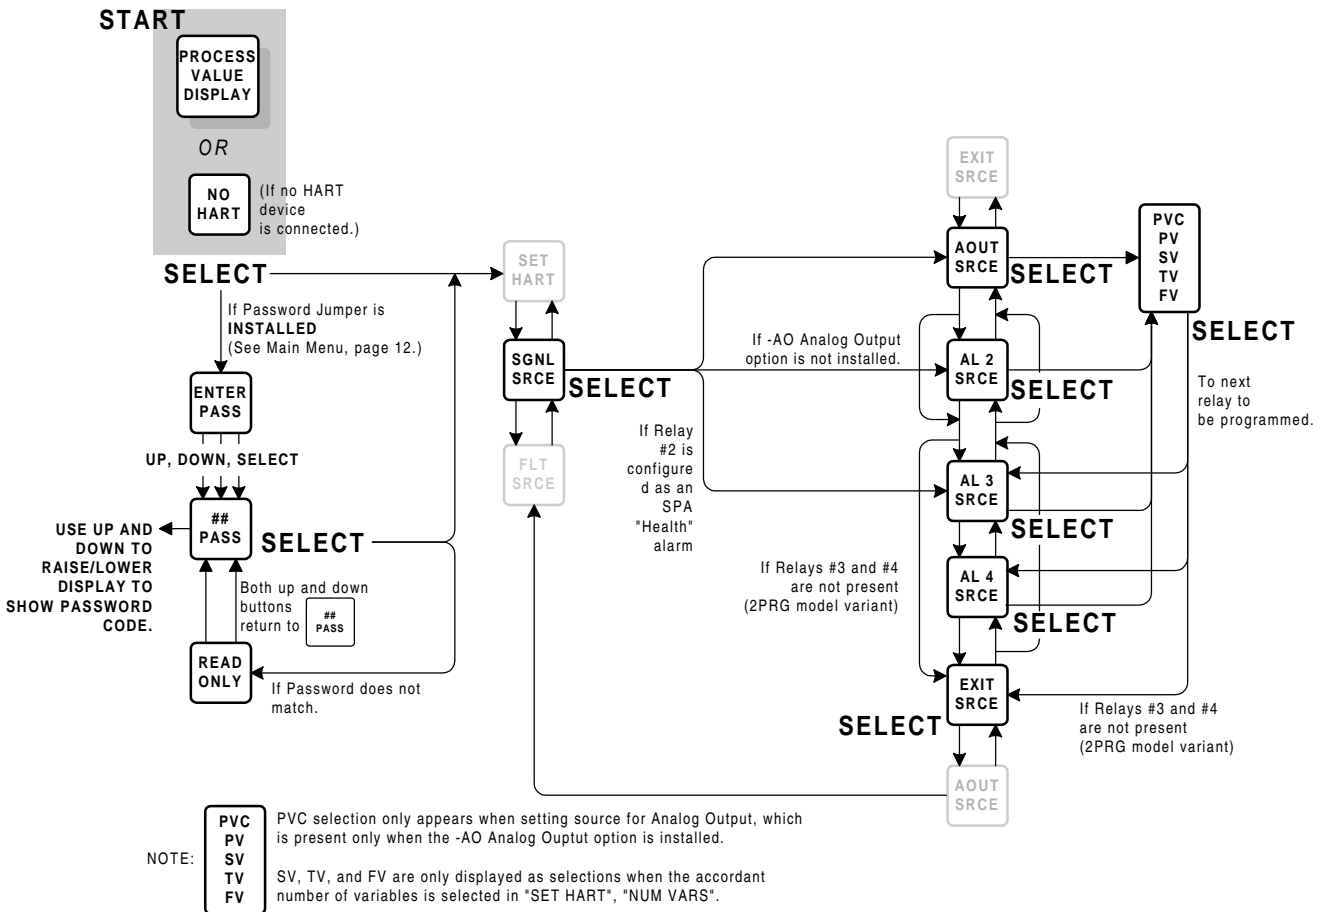 START
PROCESS
VALUE
DISPLAY
OR
NO
HART
(If no HART
device
is connected.)
SELECT
If Password Jumper is
INSTALLED
(See Main Menu, page 12.)
ENTER
PASS
UP, DOWN, SELECT
##
PASS
SELECT
USE UP AND
DOWN TO
RAISE/LOWER
DISPLAY TO
SHOW PASSWORD
CODE.
Both up and down
buttons
return to
##
PASS
READ
ONLY
If Password does not
match.
SET
HART
SGNL
SRCE
SELECT
FLT
SRCE
If -AO Analog Output
option is not installed.
If Relay
#2 is
configure
d as an
SPA
"Health"
alarm
If Relays #3 and #4
are not present
(2PRG model variant)
EXIT
SRCE
AOUT
SRCE
SELECT
AL 2
SRCE
SELECT
AL 3
SRCE
SELECT
AL 4
SRCE
SELECT
EXIT
SRCE
SELECT
AOUT
SRCE
PVC
PV
SV
TV
FV
SELECT
To next
relay to
be programmed.
If Relays #3 and #4
are not present
(2PRG model variant)
NOTE:
PVC
PV
SV
TV
FV
PVC selection only appears when setting source for Analog Output, which
is present only when the -AO Analog Ouptut option is installed.
SV, TV, and FV are only displayed as selections when the accordant
number of variables is selected in "SET HART", "NUM VARS".